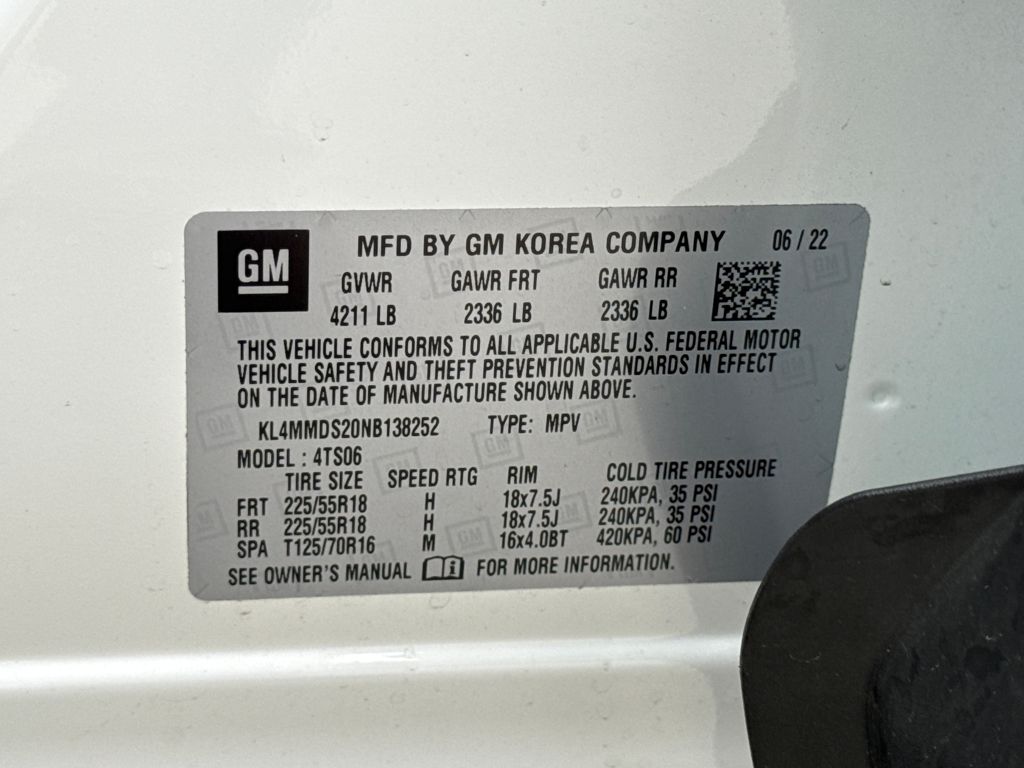 GM MFD BY GM KOREA COMPANY 06 / 22
GVWR GAWR FRT GAWR RR
4211 LB 2336 LB 2336 LB
THIS VEHICLE CONFORMS TO ALL APPLICABLE U.S. FEDERAL MOTOR
VEHICLE SAFETY AND THEFT PREVENTION STANDARDS IN EFFECT
ON THE DATE OF MANUFACTURE SHOWN ABOVE.
KL4MMDS20NB138252 TYPE: MPV
MODEL : 4TS06
TIRE SIZE SPEED RTG RIM COLD TIRE PRESSURE
FRT 225/55R18 H 18x7.5J 240KPA, 35 PSI
RR 225/55R18 H 18x7.5J 240KPA, 35 PSI
SPA T125/70R16 M 16x4.0BT 420KPA, 60 PSI
SEE OWNER'S MANUAL i FOR MORE INFORMATION.